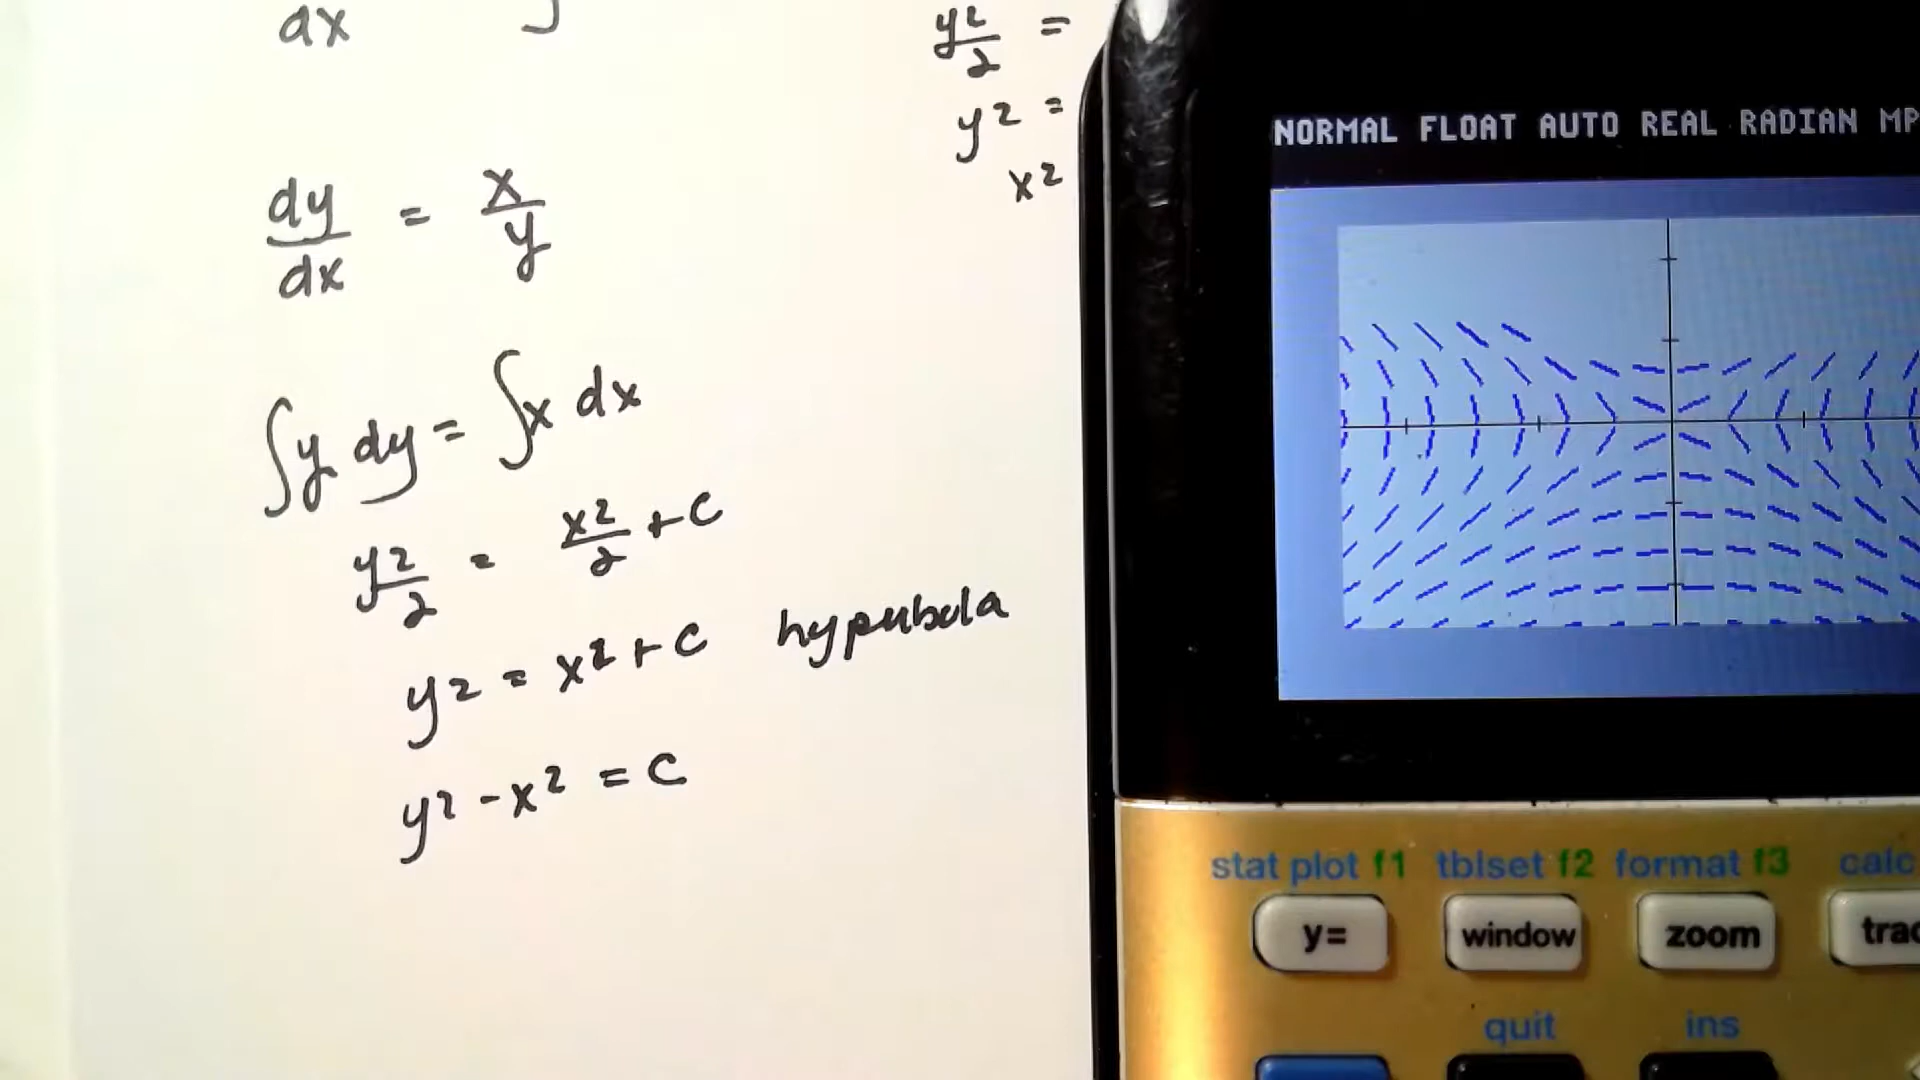 dx
y²/2 =
y² =
x²
dy/dx = x/y
∫y dy = ∫x dx
y²/2 = x²/2 + C
y² = x² + C hyperbola
y² - x² = C
NORMAL FLOAT AUTO REAL RADIAN MP
stat plot f1 tblset f2 format f3 calc
y= window zoom trac
quit ins